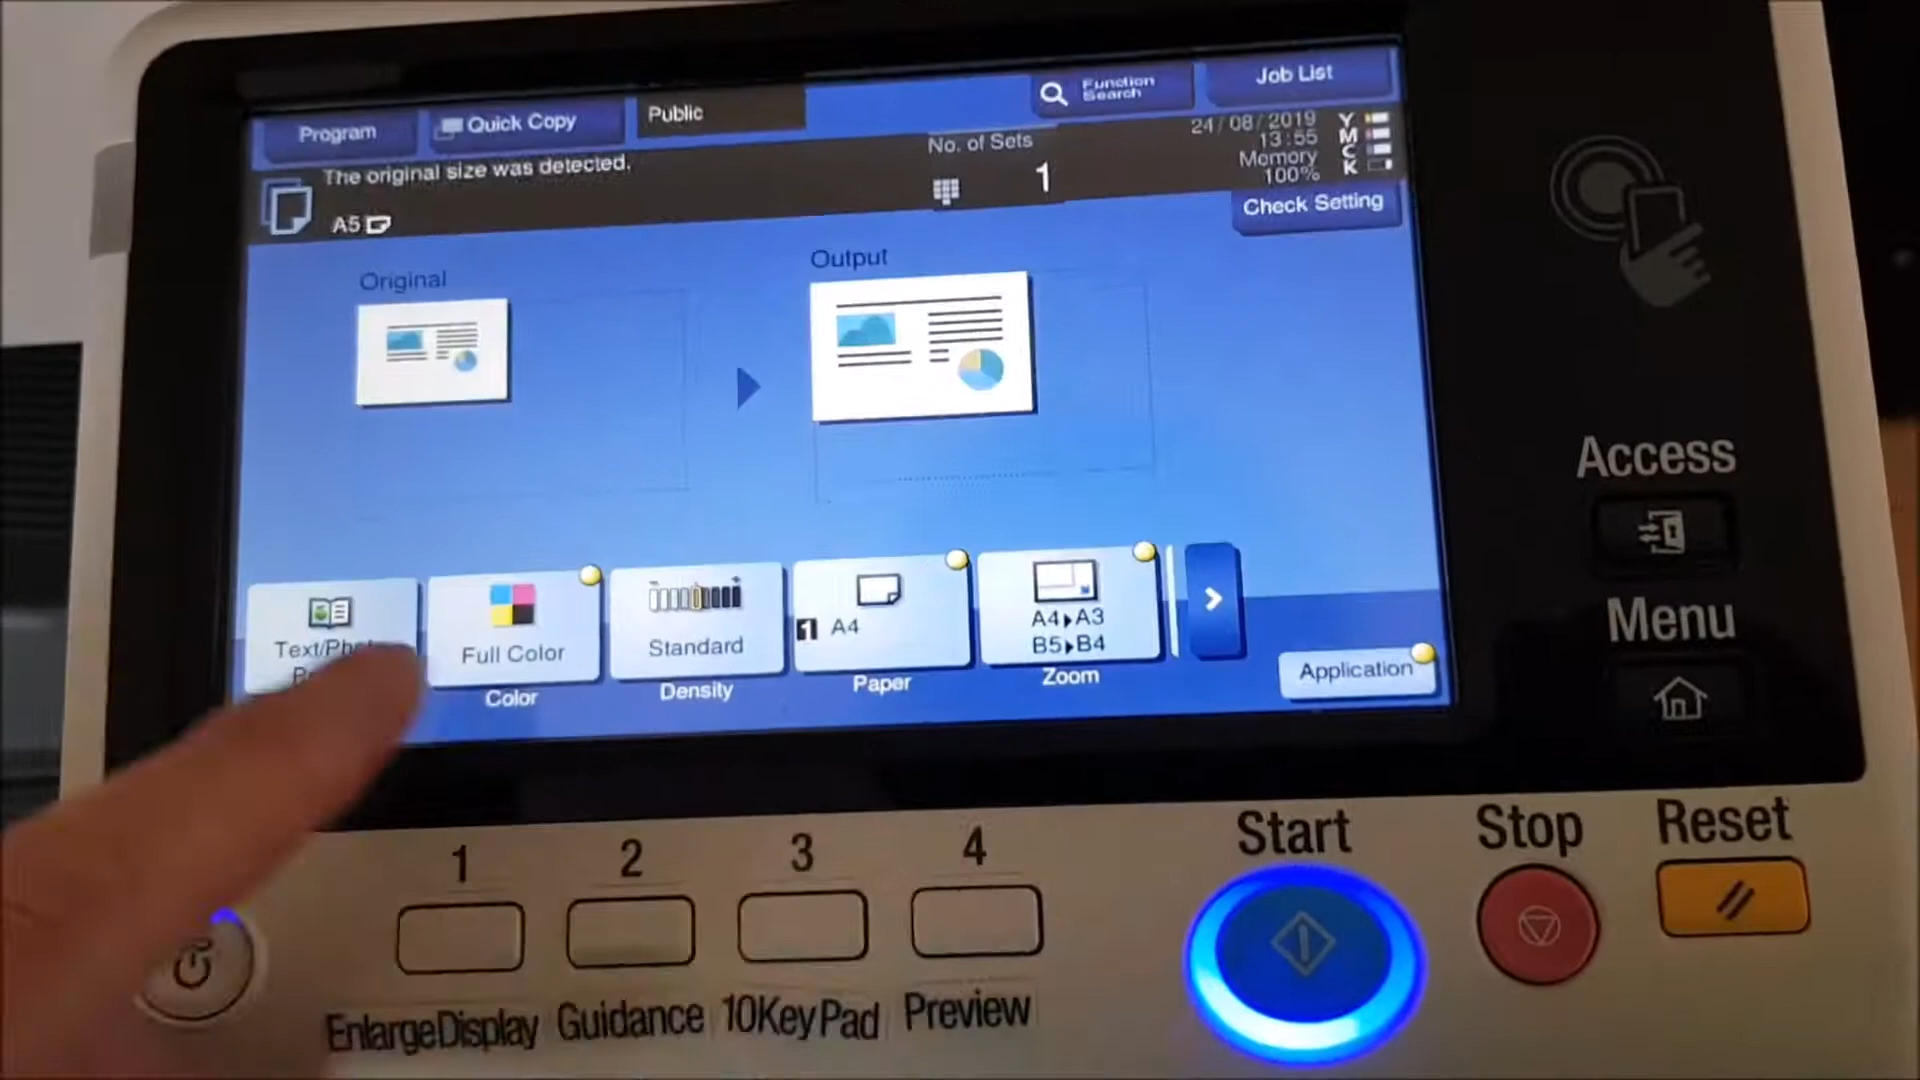 Program
Quick Copy
Public
Function
Search
Job List
The original size was detected.
No. of Sets
24/08/2019
13:55
Memory
100%
Y
M
C
K
A5
1
Check Setting
Original
Output
Text/Ph
Full Color
Color
Standard
Density
1 A4
Paper
A4▶A3
B5▶B4
Zoom
Application
Access
Menu
1
2
3
4
Start
Stop
Reset
EnlargeDisplay
Guidance
10KeyPad
Preview